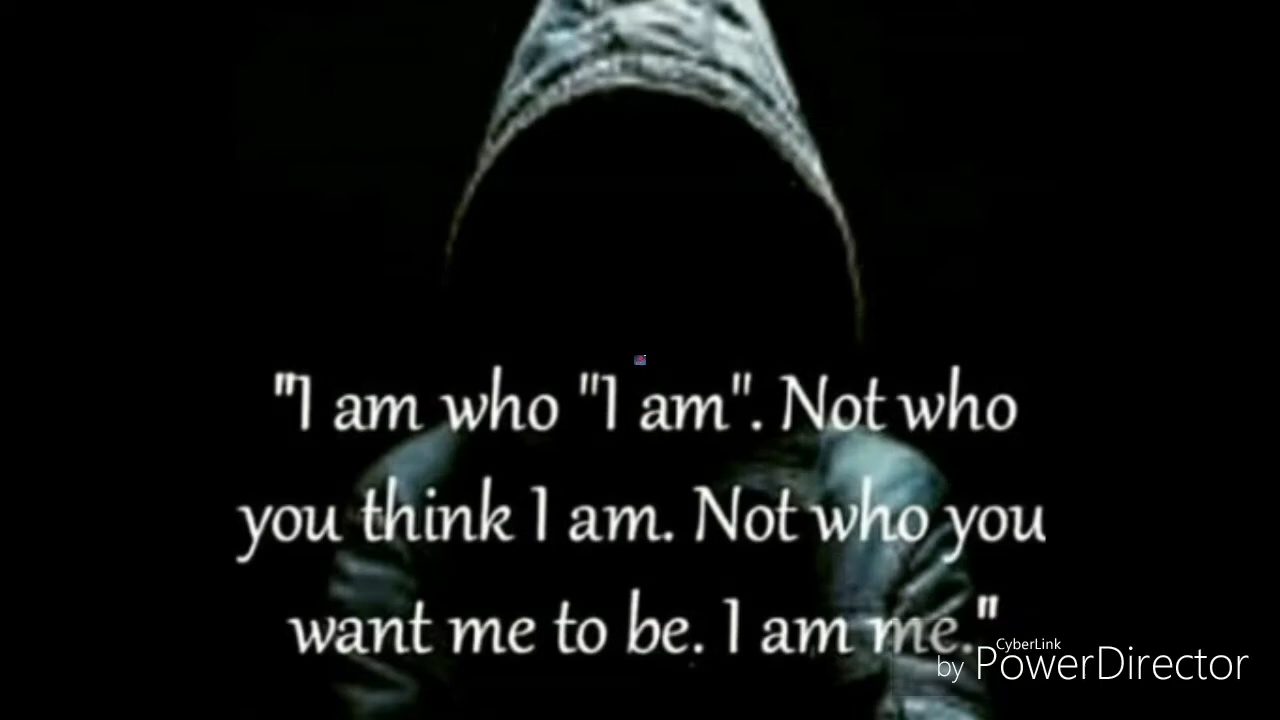 "I am who "I am". Not who
you think I am. Not who you
want me to be. I am me."
CyberLink
by PowerDirector